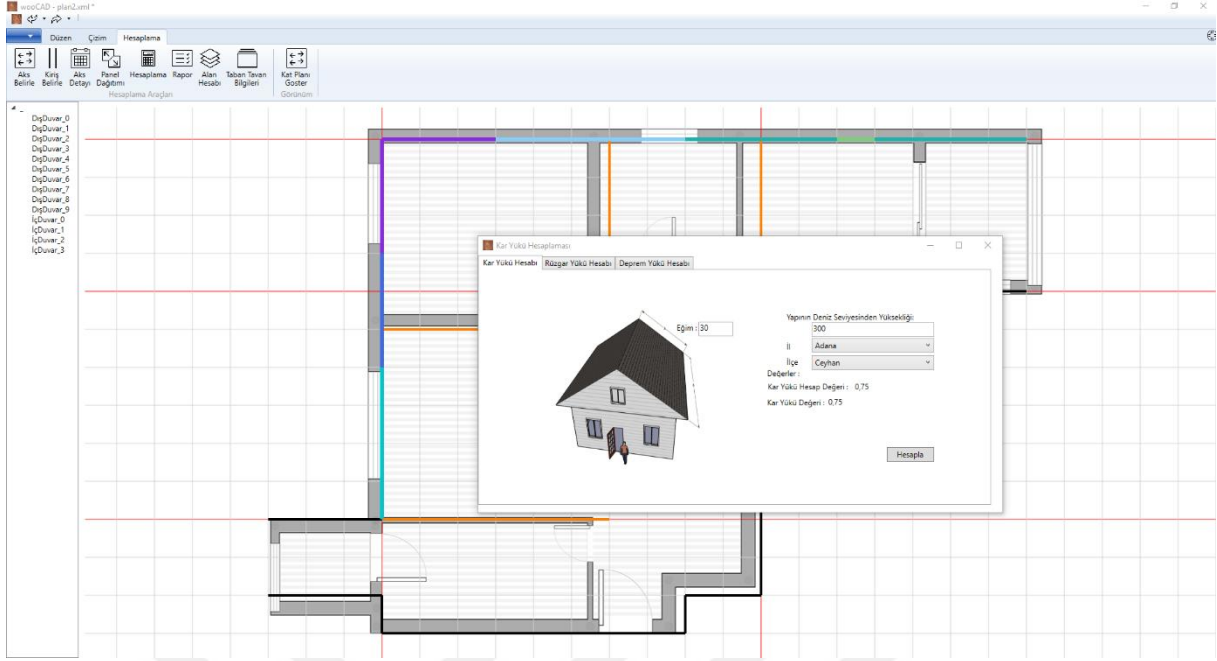 wooCAD - plan2.xml *
Düzen Çizim Hesaplama
Aks Belirle
Kiriş Belirle
Aks Detayı
Panel Dağıtımı
Hesaplama
Rapor
Alan Hesabı
Taban Tavan Bilgileri
Kat Planı Goster
Hesaplama Araçları
Görünüm
DışDuvar_0
DışDuvar_1
DışDuvar_2
DışDuvar_3
DışDuvar_4
DışDuvar_5
DışDuvar_6
DışDuvar_7
DışDuvar_8
DışDuvar_9
İçDuvar_0
İçDuvar_1
İçDuvar_2
İçDuvar_3
Kar Yükü Hesaplaması
Kar Yükü Hesabı Rüzgar Yükü Hesabı Deprem Yükü Hesabı
Eğim : 30
Yapının Deniz Seviyesinden Yüksekliği:
300
İl Adana
İlçe Ceyhan
Değerler :
Kar Yükü Hesap Değeri : 0,75
Kar Yükü Değeri : 0,75
Hesapla